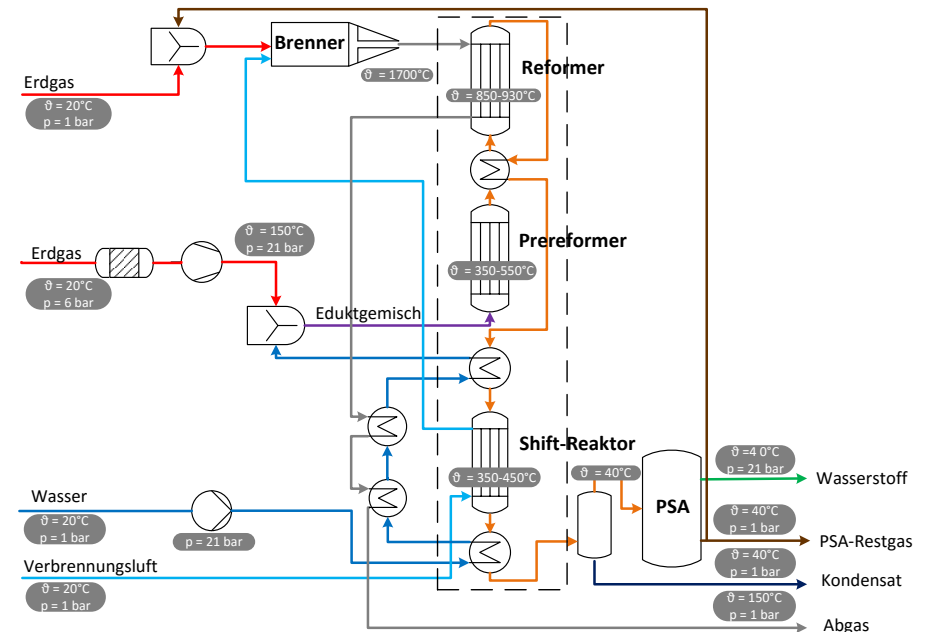 Brenner
ϑ = 1700°C
Reformer
ϑ = 850-930°C
Erdgas
ϑ = 20°C
p = 1 bar
Prereformer
ϑ = 350-550°C
Erdgas
ϑ = 20°C
p = 6 bar
ϑ = 150°C
p = 21 bar
Eduktgemisch
Shift-Reaktor
ϑ = 350-450°C
ϑ = 40°C
PSA
ϑ =4 0°C
p = 21 bar
Wasserstoff
Wasser
ϑ = 20°C
p = 1 bar
p = 21 bar
ϑ = 40°C
p = 1 bar
PSA-Restgas
Verbrennungsluft
ϑ = 20°C
p = 1 bar
ϑ = 40°C
p = 1 bar
Kondensat
ϑ = 150°C
p = 1 bar
Abgas